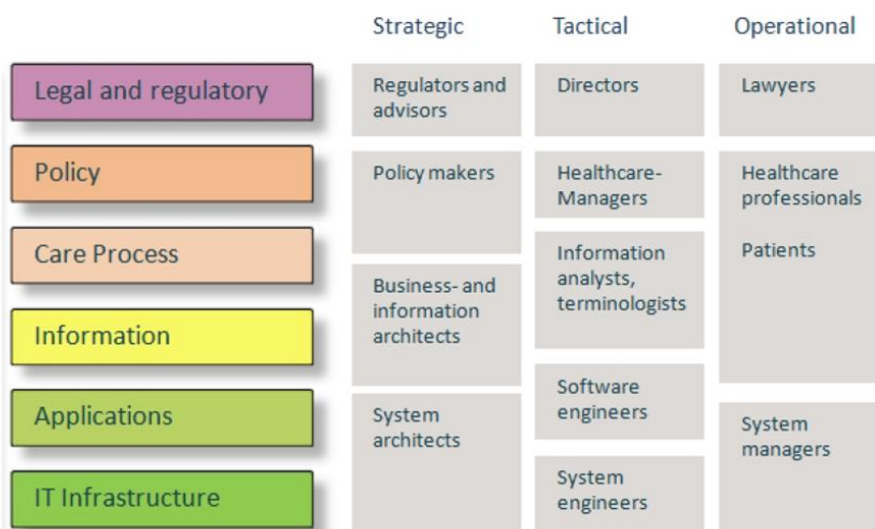 Strategic Tactical Operational
Legal and regulatory
Regulators and
advisors
Directors
Lawyers
Policy
Policy makers
Healthcare-
Managers
Healthcare
professionals
Patients
Care Process
Information
analysts,
terminologists
Business- and
information
architects
Information
Applications
System
architects
Software
engineers
System
managers
IT Infrastructure
System
engineers